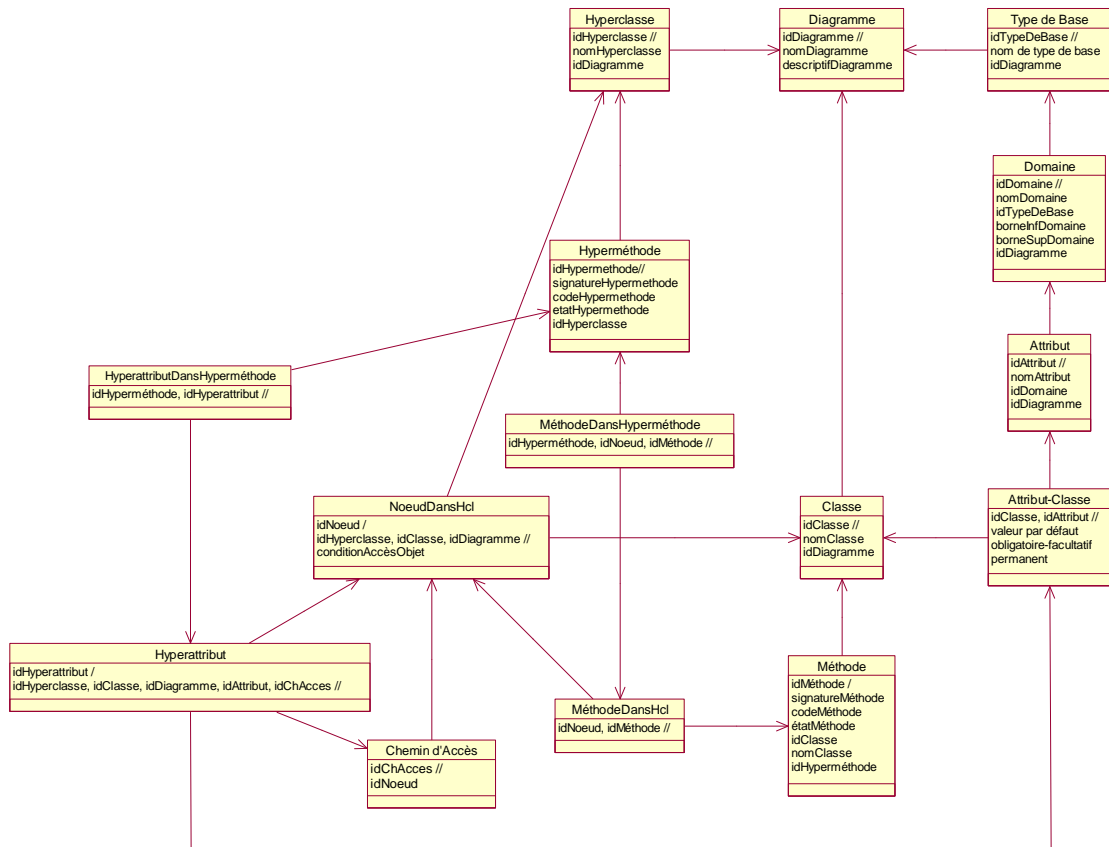 Hyperclasse
idHyperclasse //
nomHyperclasse
idDiagramme
Diagramme
idDiagramme //
nomDiagramme
descriptifDiagramme
Type de Base
idTypeDeBase //
nom de type de base
idDiagramme
Domaine
idDomaine //
nomDomaine
idTypeDeBase
borneInfDomaine
borneSupDomaine
idDiagramme
Hyperméthode
idHypermethode//
signatureHypermethode
codeHypermethode
etatHypermethode
idHyperclasse
Attribut
idAttribut //
nomAttribut
idDomaine
idDiagramme
HyperattributDansHyperméthode
idHyperméthode, idHyperattribut //
MéthodeDansHyperméthode
idHyperméthode, idNoeud, idMéthode //
NoeudDansHcl
idNoeud /
idHyperclasse, idClasse, idDiagramme //
conditionAccèsObjet
Classe
idClasse //
nomClasse
idDiagramme
Attribut-Classe
idClasse, idAttribut //
valeur par défaut
obligatoire-facultatif
permanent
Hyperattribut
idHyperattribut /
idHyperclasse, idClasse, idDiagramme, idAttribut, idChAcces //
Méthode
idMéthode /
signatureMéthode
codeMéthode
étatMéthode
idClasse
nomClasse
idHyperméthode
MéthodeDansHcl
idNoeud, idMéthode //
Chemin d'Accès
idChAcces //
idNoeud